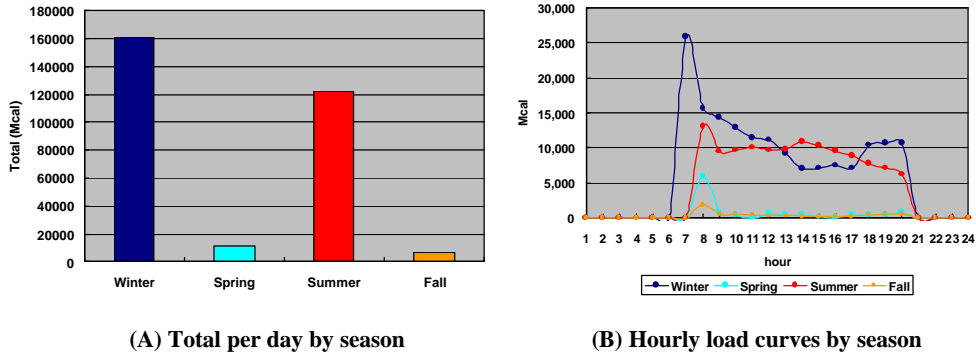 180000
160000
140000
120000
100000
80000
60000
40000
20000
0
Total (Mcal)
Winter Spring Summer Fall
(A) Total per day by season
30,000
25,000
20,000
15,000
10,000
5,000
0
Mcal
1 2 3 4 5 6 7 8 9 10 11 12 13 14 15 16 17 18 19 20 21 22 23 24
hour
Winter Spring Summer Fall
(B) Hourly load curves by season